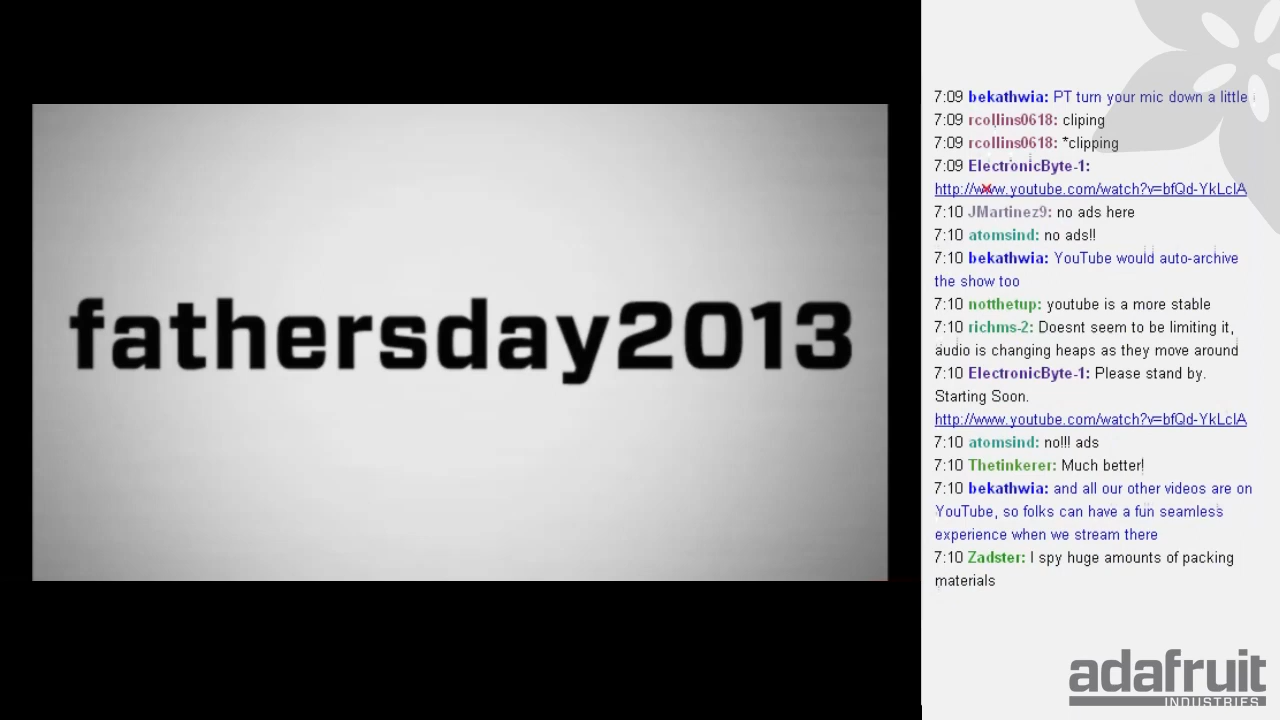 fathersday2013
7:09 bekathwia: PT turn your mic down a little
7:09 rcollins0618: cliping
7:09 rcollins0618: *clipping
7:09 ElectronicByte-1:
http://www.youtube.com/watch?v=bfQd-YkLclA
7:10 JMartinez9: no ads here
7:10 atomsind: no ads!!
7:10 bekathwia: YouTube would auto-archive
the show too
7:10 notthetup: youtube is a more stable
7:10 richms-2: Doesnt seem to be limiting it,
audio is changing heaps as they move around
7:10 ElectronicByte-1: Please stand by.
Starting Soon.
http://www.youtube.com/watch?v=bfQd-YkLclA
7:10 atomsind: no!!! ads
7:10 Thetinkerer: Much better!
7:10 bekathwia: and all our other videos are on
YouTube, so folks can have a fun seamless
experience when we stream there
7:10 Zadster: I spy huge amounts of packing
materials
adafruit
INDUSTRIES